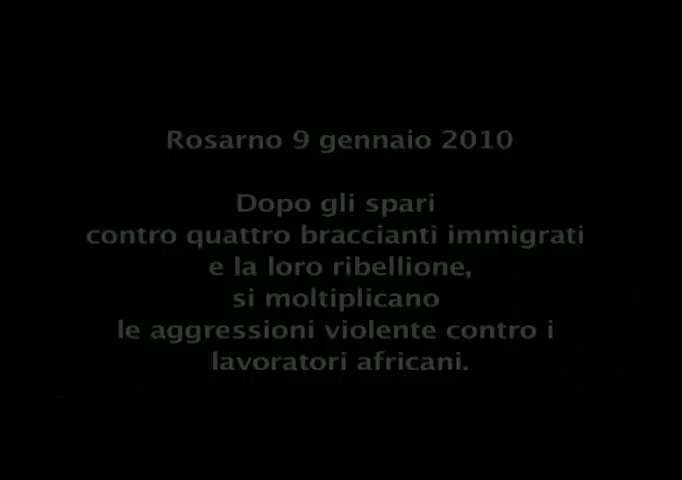 Rosarno 9 gennaio 2010
Dopo gli spari
contro quattro braccianti immigrati
e la loro ribellione,
si moltiplicano
le aggressioni violente contro i
lavoratori africani.